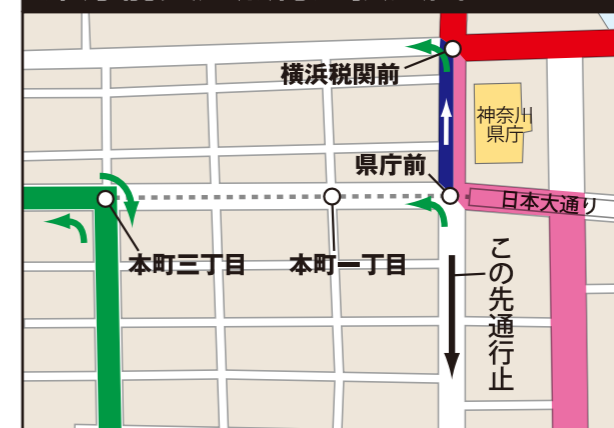 横浜税関前
神奈川
県庁
県庁前
日本大通り
本町三丁目
本町一丁目
この先通行止